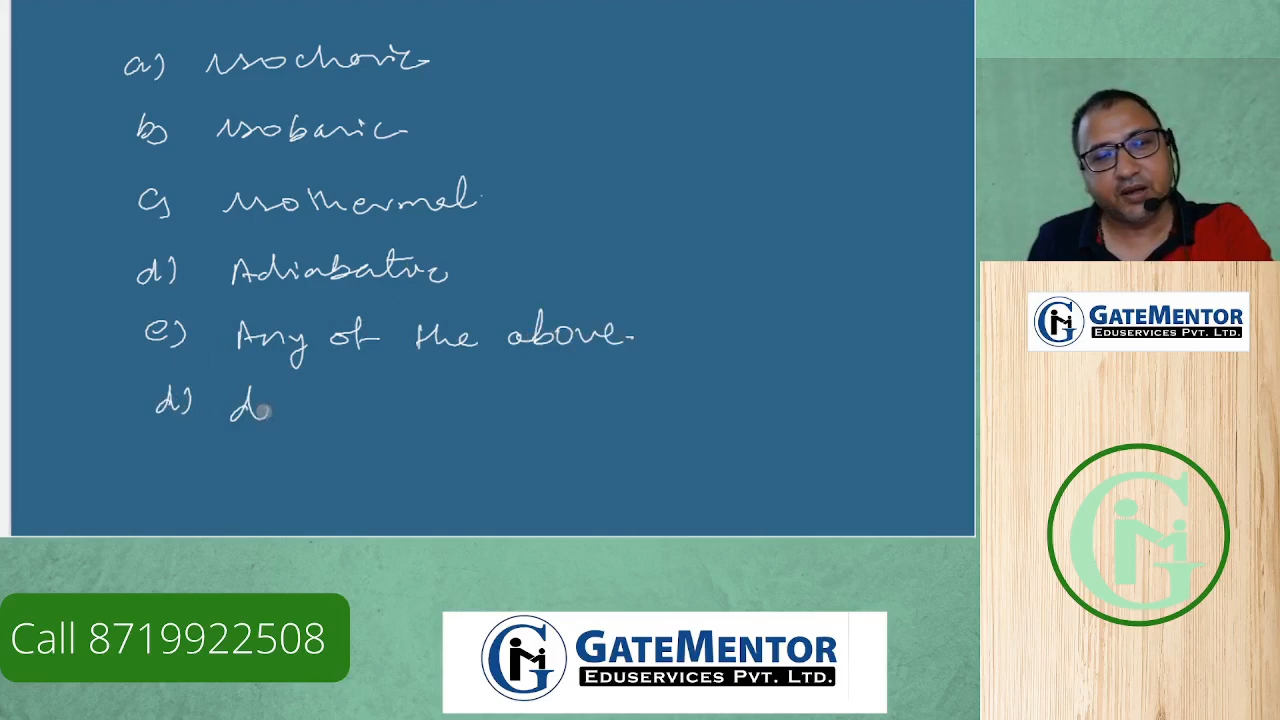 a) Isochoric
b) Isobaric
c) Isothermal
d) Adiabatic
e) Any of the above.
d) d
GATEMENTOR
EDUSERVICES PVT. LTD.
Call 8719922508
GATEMENTOR
EDUSERVICES PVT. LTD.